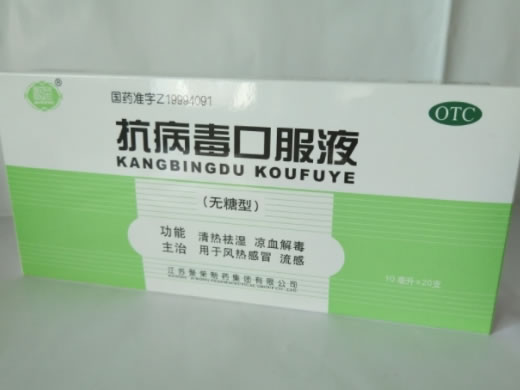 国药准字Z19994091
OTC
抗病毒口服液
KANGBINGDU KOUFUYE
(无糖型)
功能 清热祛湿 凉血解毒
主治 用于风热感冒 流感
10毫升×20支